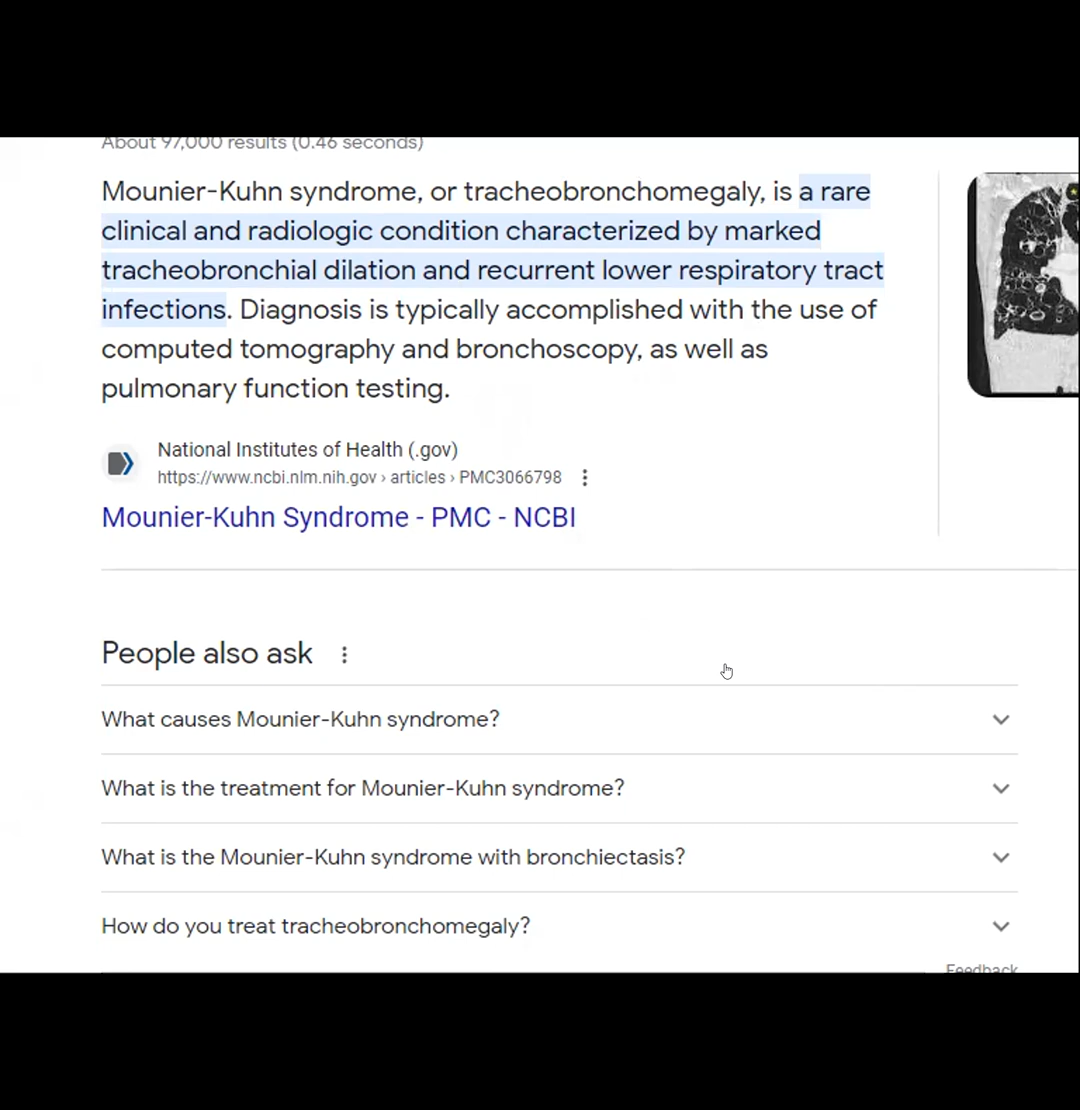 About 97,000 results (0.46 seconds)
Mounier-Kuhn syndrome, or tracheobronchomegaly, is a rare
clinical and radiologic condition characterized by marked
tracheobronchial dilation and recurrent lower respiratory tract
infections. Diagnosis is typically accomplished with the use of
computed tomography and bronchoscopy, as well as
pulmonary function testing.
National Institutes of Health (.gov)
https://www.ncbi.nlm.nih.gov › articles › PMC3066798
Mounier-Kuhn Syndrome - PMC - NCBI
People also ask
What causes Mounier-Kuhn syndrome?
What is the treatment for Mounier-Kuhn syndrome?
What is the Mounier-Kuhn syndrome with bronchiectasis?
How do you treat tracheobronchomegaly?
Feedback